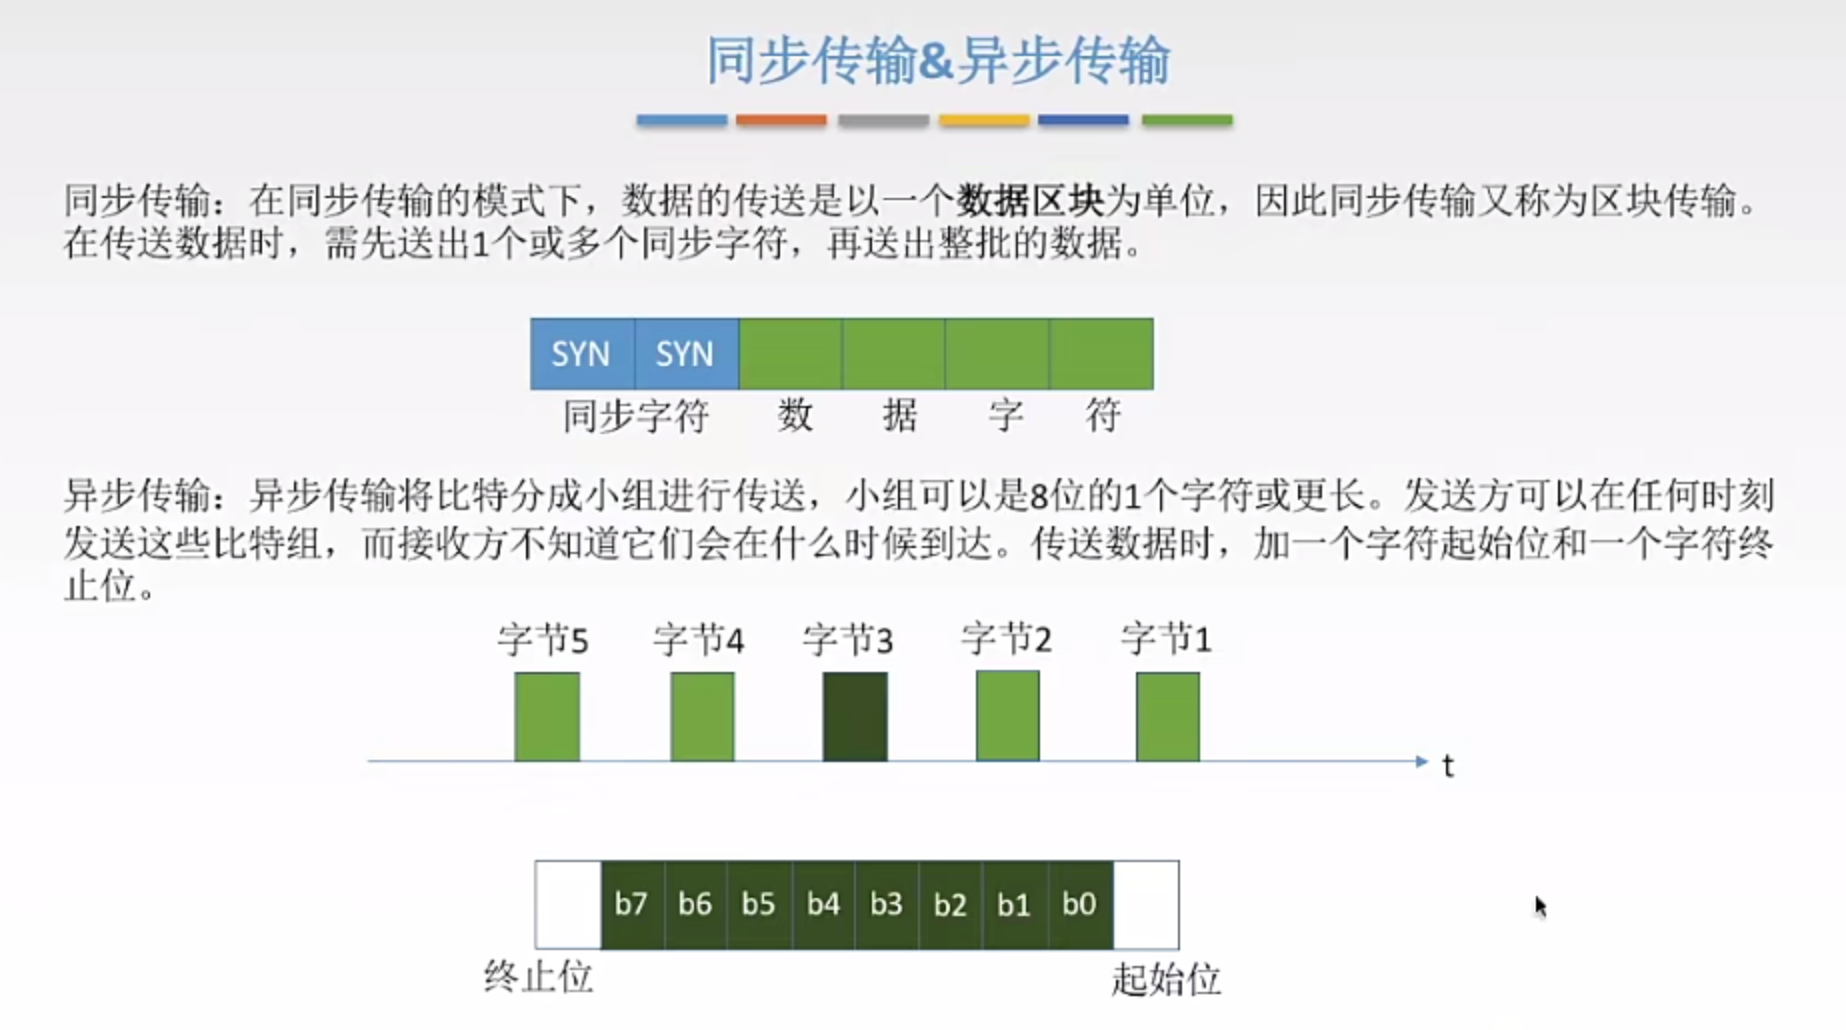 同步传输&异步传输
同步传输：在同步传输的模式下，数据的传送是以一个数据区块为单位，因此同步传输又称为区块传输。
在传送数据时，需先送出1个或多个同步字符，再送出整批的数据。
SYN SYN
同步字符 数 据 字 符
异步传输：异步传输将比特分成小组进行传送，小组可以是8位的1个字符或更长。发送方可以在任何时刻
发送这些比特组，而接收方不知道它们会在什么时候到达。传送数据时，加一个字符起始位和一个字符终
止位。
字节5 字节4 字节3 字节2 字节1
t
b7 b6 b5 b4 b3 b2 b1 b0
终止位 起始位